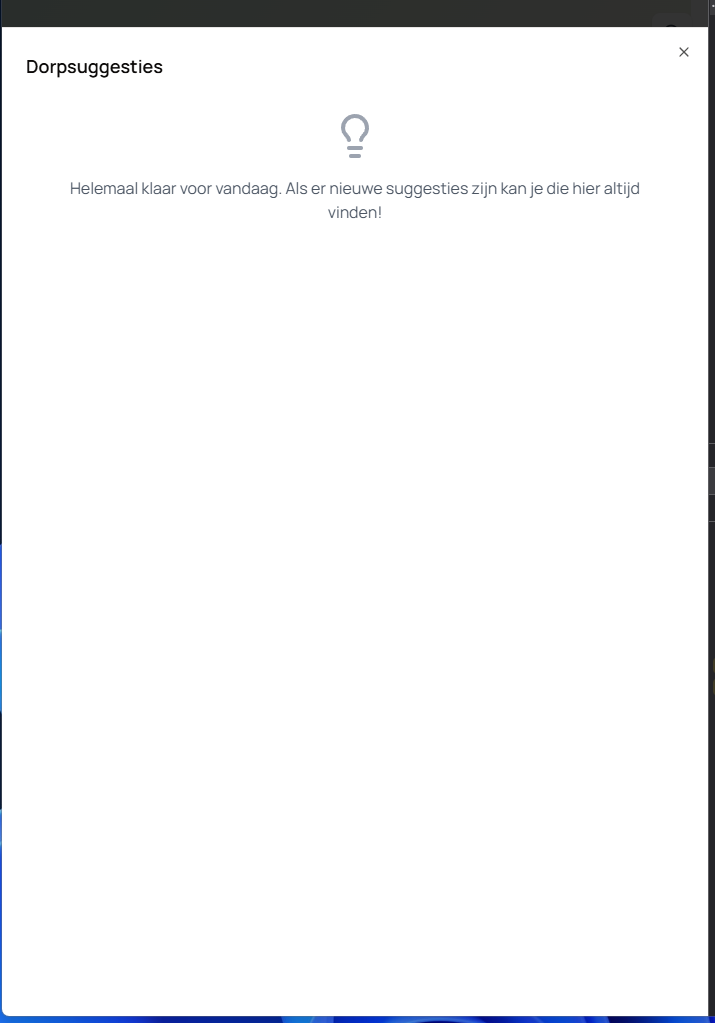 Dorpsuggesties
Helemaal klaar voor vandaag. Als er nieuwe suggesties zijn kan je die hier altijd
vinden!